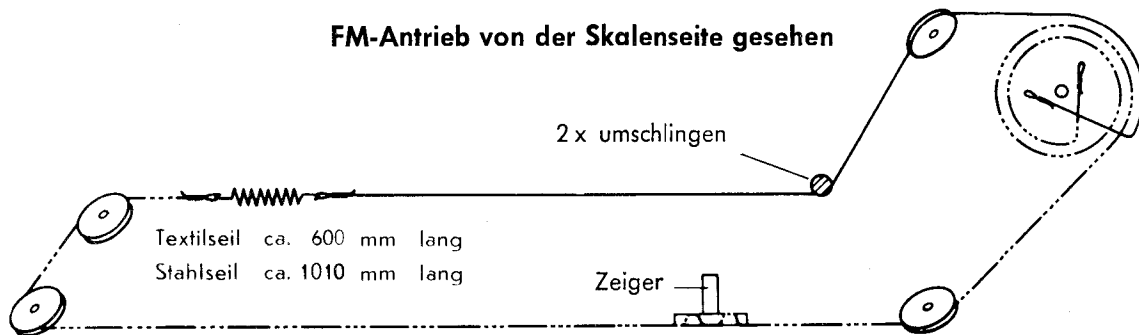 FM-Antrieb von der Skalenseite gesehen
2 x umschlingen
Textilseil ca. 600 mm lang
Stahlseil ca. 1010 mm lang
Zeiger